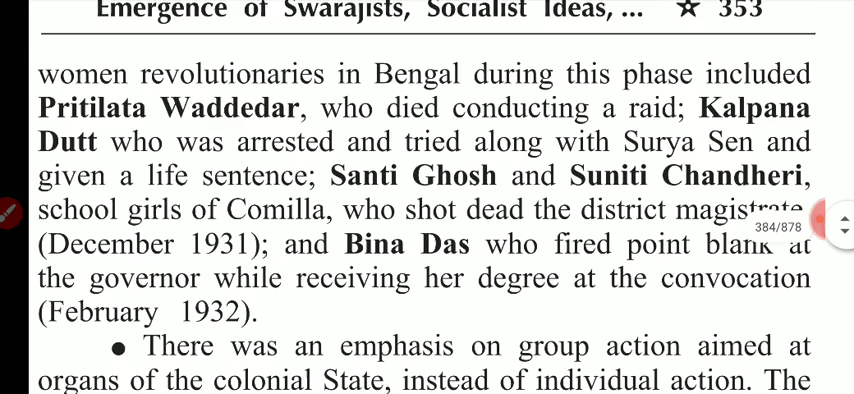 Emergence of Swarajists, Socialist Ideas, ... ☆ 353
women revolutionaries in Bengal during this phase included
Pritilata Waddedar, who died conducting a raid; Kalpana
Dutt who was arrested and tried along with Surya Sen and
given a life sentence; Santi Ghosh and Suniti Chandheri,
school girls of Comilla, who shot dead the district magistrate
384/878
(December 1931); and Bina Das who fired point blank at
the governor while receiving her degree at the convocation
(February 1932).
● There was an emphasis on group action aimed at
organs of the colonial State, instead of individual action. The